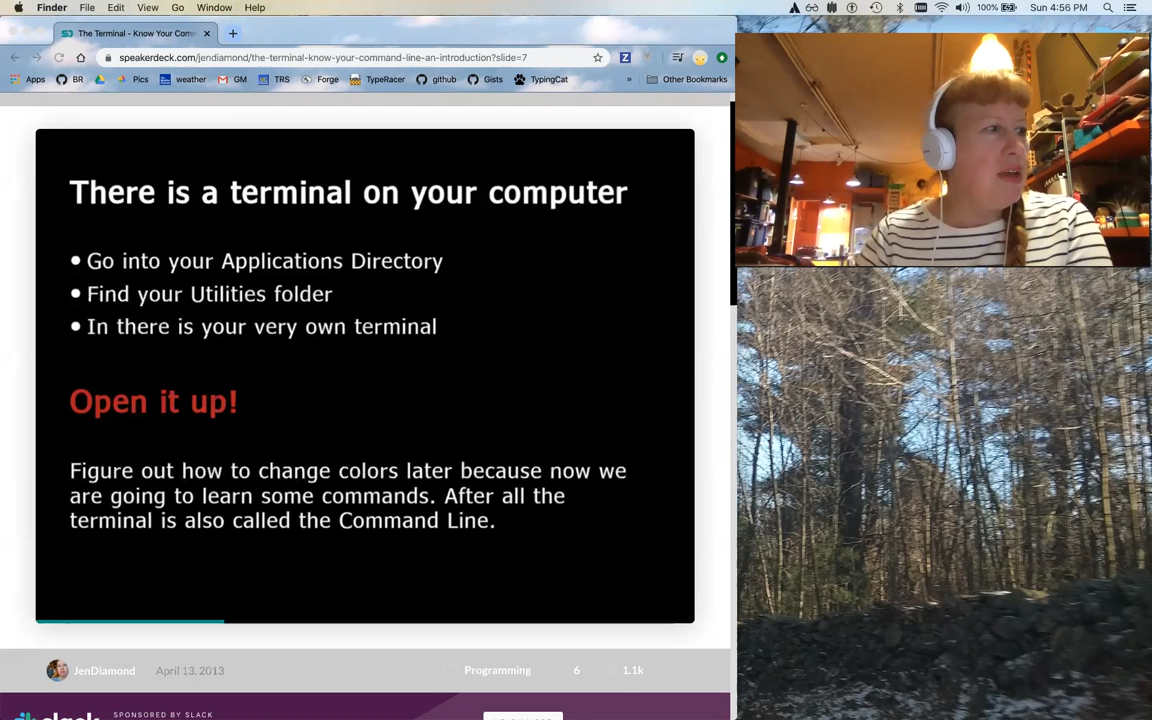 Finder File Edit View Go Window Help 100% Sun 4:56 PM
The Terminal - Know Your Com
speakerdeck.com/jendiamond/the-terminal-know-your-command-line-an-introduction?slide=7
Apps BR Pics weather GM TRS Forge TypeRacer github Gists TypingCat » Other Bookmarks
There is a terminal on your computer
• Go into your Applications Directory
• Find your Utilities folder
• In there is your very own terminal
Open it up!
Figure out how to change colors later because now we
are going to learn some commands. After all the
terminal is also called the Command Line.
JenDiamond April 13, 2013 Programming 6 1.1k
slack SPONSORED BY SLACK